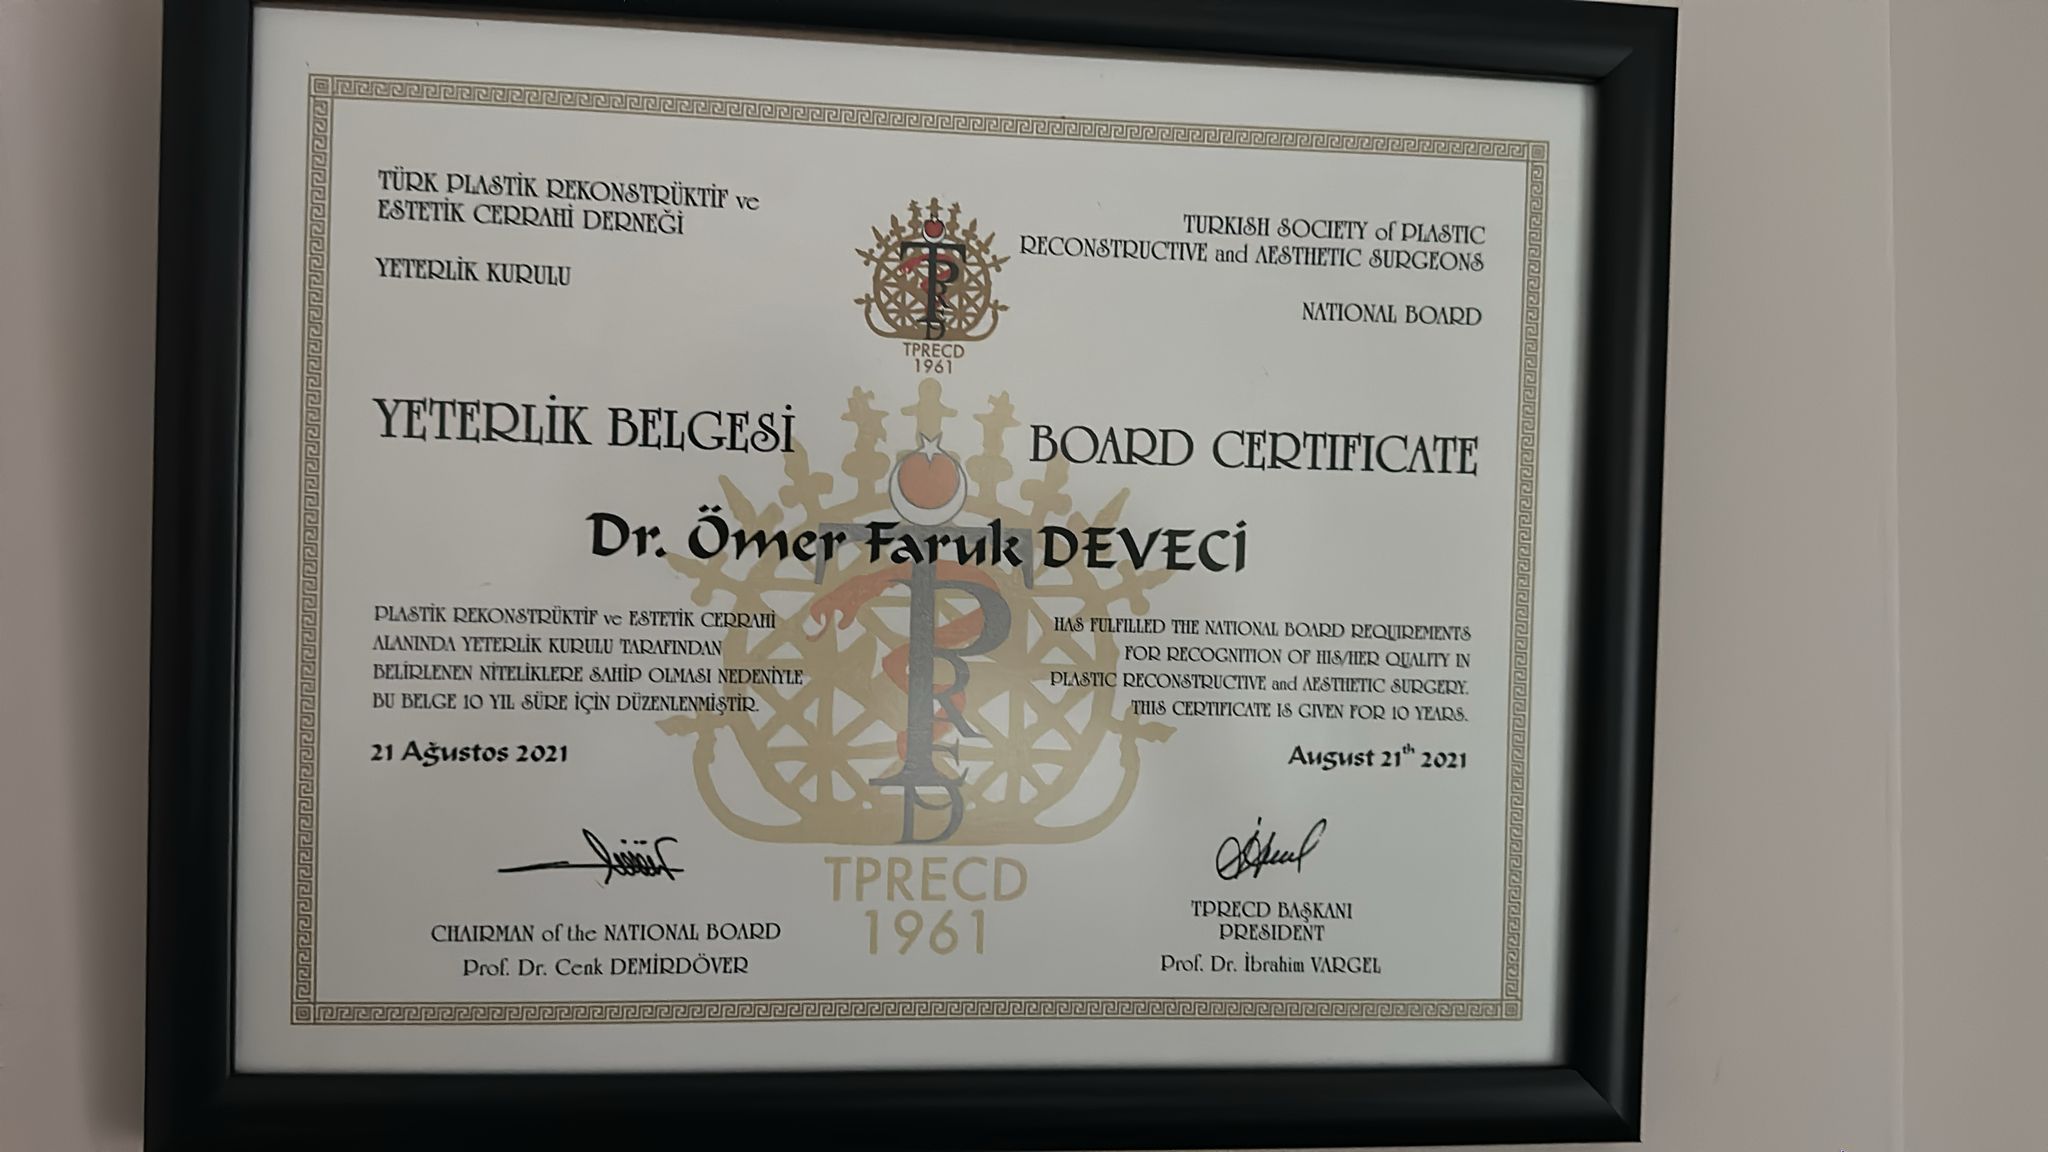 TÜRK PLASTİK REKONSTRÜKTİF ve
ESTETİK CERRAHİ DERNEĞİ
YETERLİK KURULU
TPRECD
1961
TURKISH SOCIETY of PLASTIC
RECONSTRUCTIVE and AESTHETIC SURGEONS
NATIONAL BOARD
YETERLİK BELGESİ
BOARD CERTIFICATE
Dr. Ömer Faruk DEVECİ
PLASTİK REKONSTRÜKTİF ve ESTETİK CERRAHİ
ALANINDA YETERLİK KURULU TARAFINDAN
BELİRLENEN NİTELİKLERE SAHİP OLMASI NEDENİYLE
BU BELGE 10 YIL SÜRE İÇİN DÜZENLENMİŞTİR.
21 Ağustos 2021
HAS FULFILLED THE NATIONAL BOARD REQUIREMENTS
FOR RECOGNITION OF HIS/HER QUALITY IN
PLASTIC RECONSTRUCTIVE and AESTHETIC SURGERY.
THIS CERTIFICATE IS GIVEN FOR 10 YEARS.
August 21th 2021
TPRECD
1961
CHAIRMAN of the NATIONAL BOARD
Prof. Dr. Cenk DEMİRDÖVER
TPRECD BAŞKANI
PRESIDENT
Prof. Dr. İbrahim VARGEL